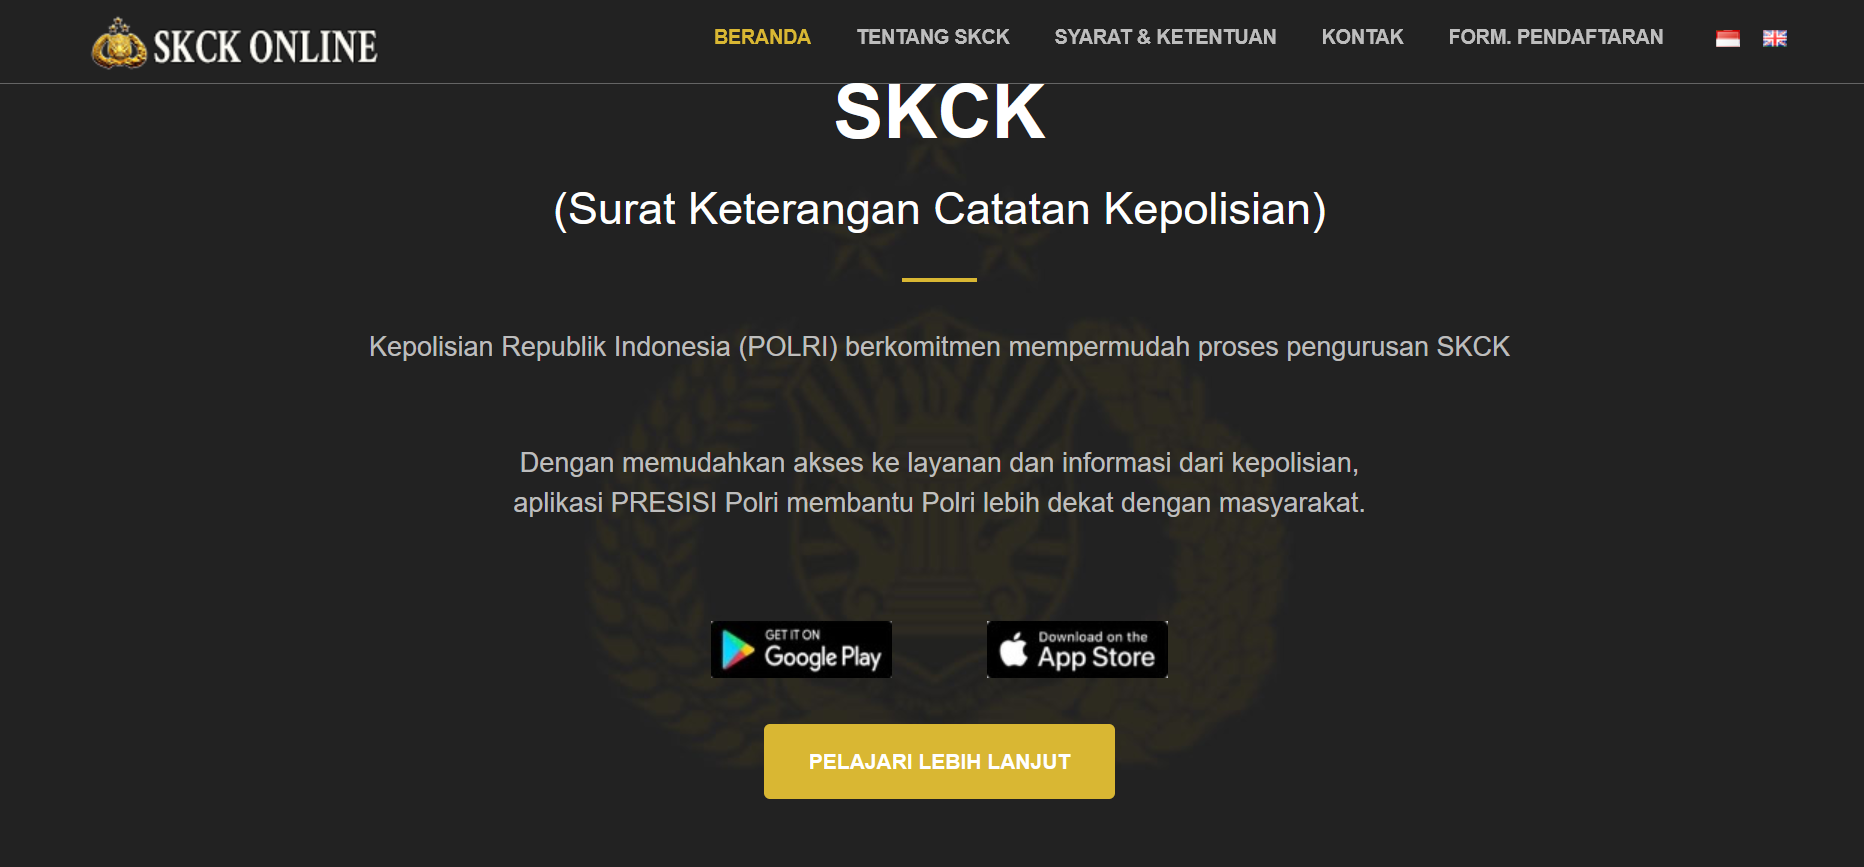 SKCK ONLINE
BERANDA
TENTANG SKCK
SYARAT & KETENTUAN
KONTAK
FORM. PENDAFTARAN
SKCK
(Surat Keterangan Catatan Kepolisian)
Kepolisian Republik Indonesia (POLRI) berkomitmen mempermudah proses pengurusan SKCK
Dengan memudahkan akses ke layanan dan informasi dari kepolisian,
aplikasi PRESISI Polri membantu Polri lebih dekat dengan masyarakat.
GET IT ON
Google Play
Download on the
App Store
PELAJARI LEBIH LANJUT